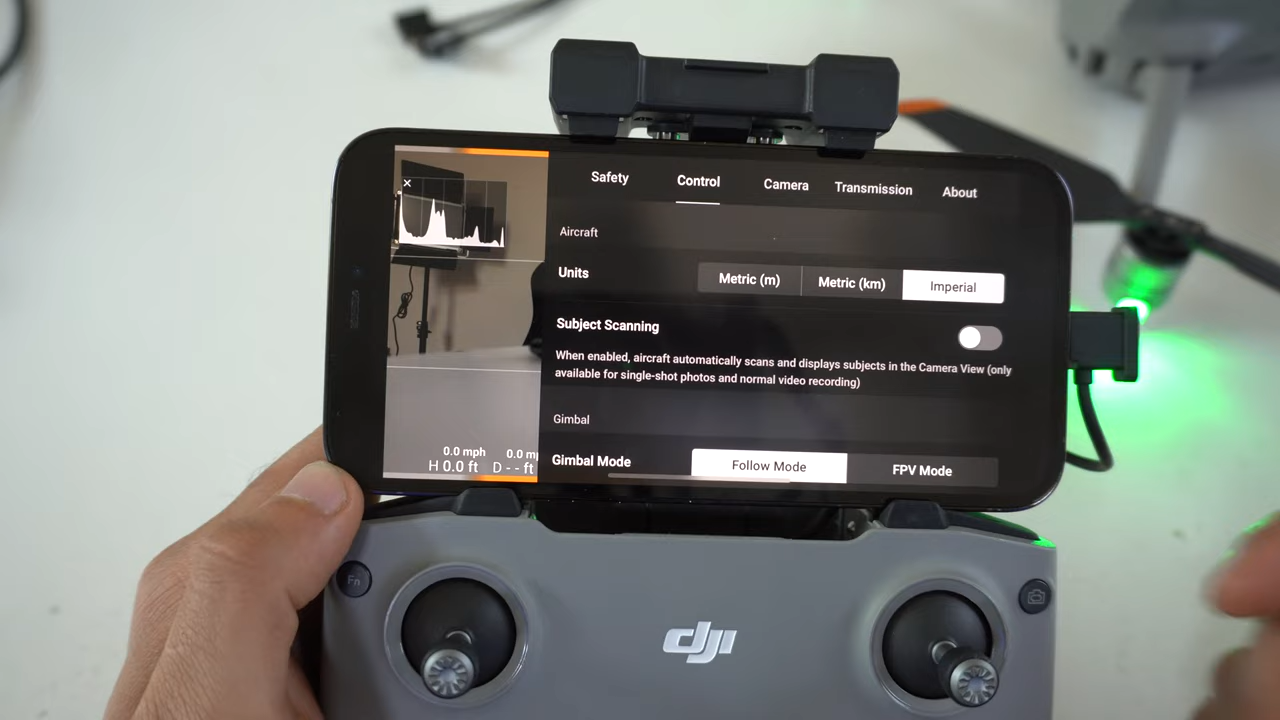 Safety Control Camera Transmission About
Aircraft
Units Metric (m) Metric (km) Imperial
Subject Scanning
When enabled, aircraft automatically scans and displays subjects in the Camera View (only
available for single-shot photos and normal video recording)
Gimbal
Gimbal Mode Follow Mode FPV Mode
0.0 mph 0.0 m
H 0.0 ft D - - ft
Fn
dji